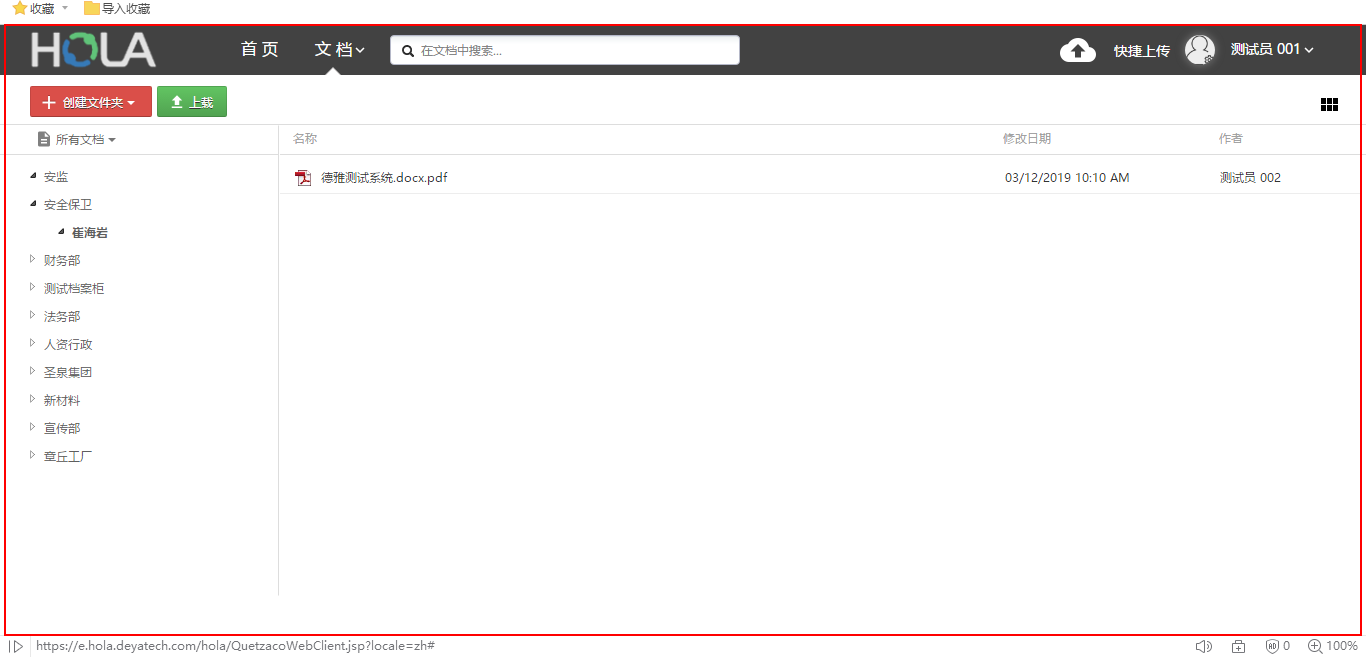 收藏 导入收藏
HOLA 首 页 文 档 在文档中搜索... 快捷上传 测试员 001
创建文件夹 上载
所有文档 名称 修改日期 作者
安监 德雅测试系统.docx.pdf 03/12/2019 10:10 AM 测试员 002
安全保卫
崔海岩
财务部
测试档案柜
法务部
人资行政
圣泉集团
新材料
宣传部
章丘工厂
https://e.hola.deyatech.com/hola/QuetzacoWebClient.jsp?locale=zh# AD 0 100%